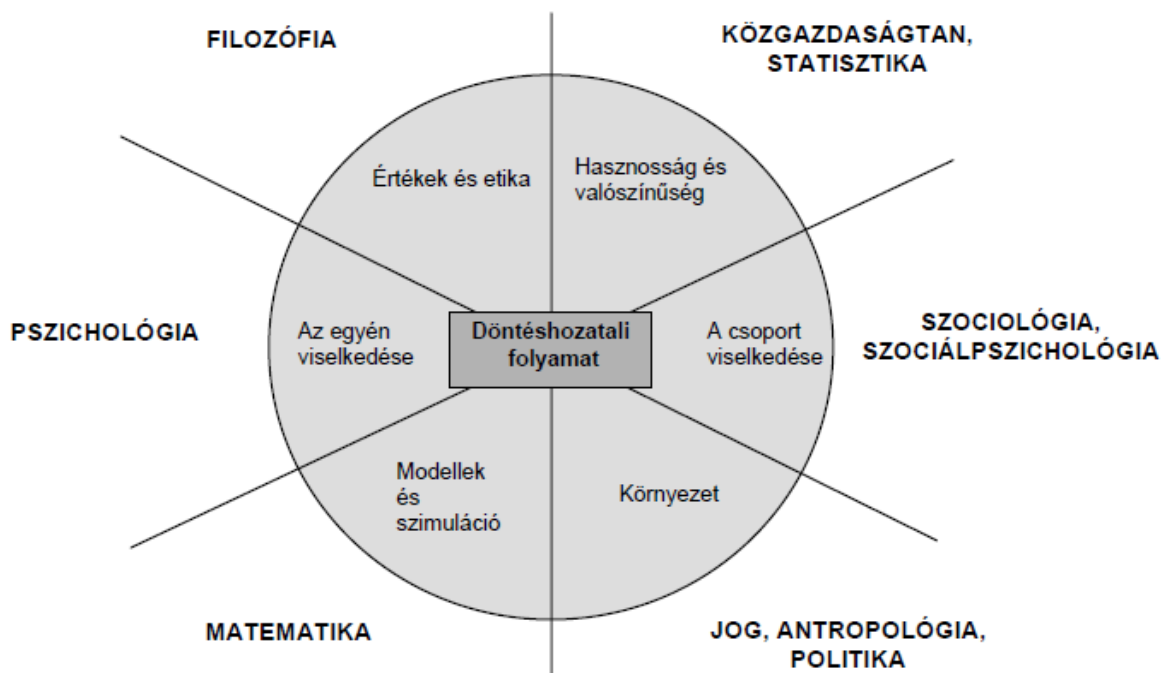 FILOZÓFIA
KÖZGAZDASÁGTAN,
STATISZTIKA
Értékek és etika
Hasznosság és
valószínűség
PSZICHOLÓGIA
Az egyén
viselkedése
Döntéshozatali
folyamat
A csoport
viselkedése
SZOCIOLÓGIA,
SZOCIÁLPSZICHOLÓGIA
Modellek
és
szimuláció
Környezet
MATEMATIKA
JOG, ANTROPOLÓGIA,
POLITIKA